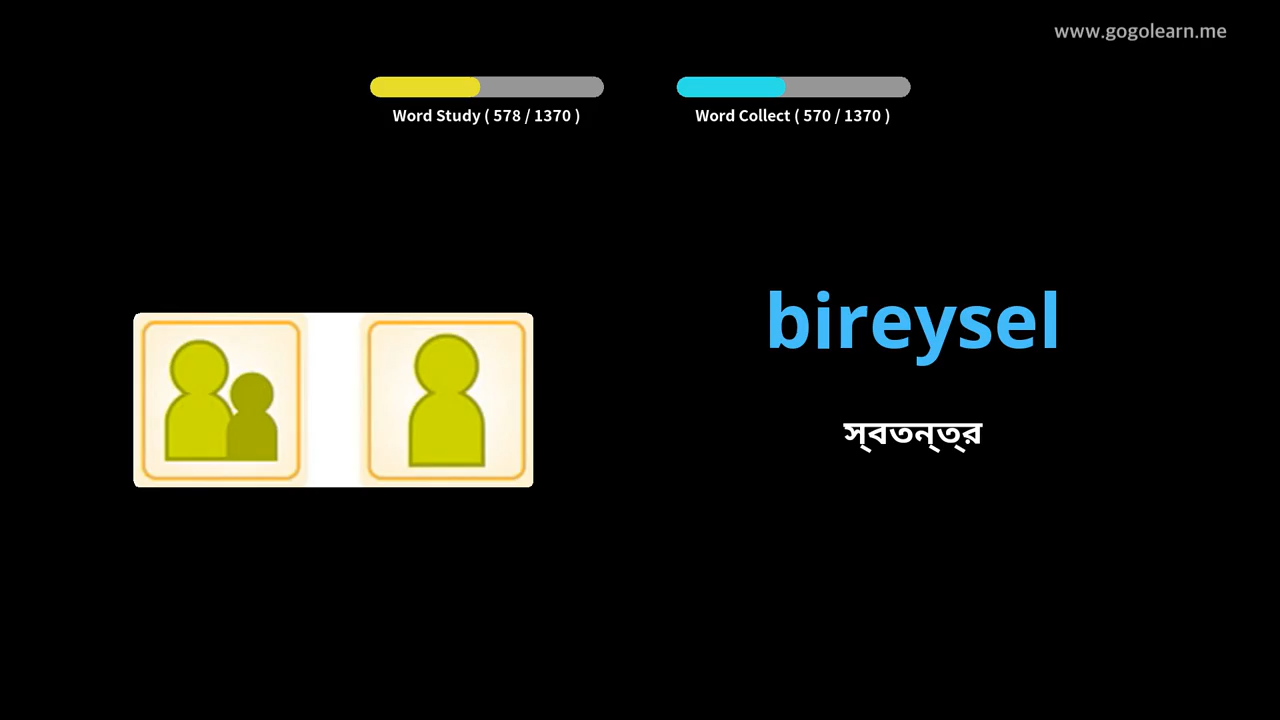 www.gogolearn.me
Word Study ( 578 / 1370 )
Word Collect ( 570 / 1370 )
bireysel
স্বতন্ত্র